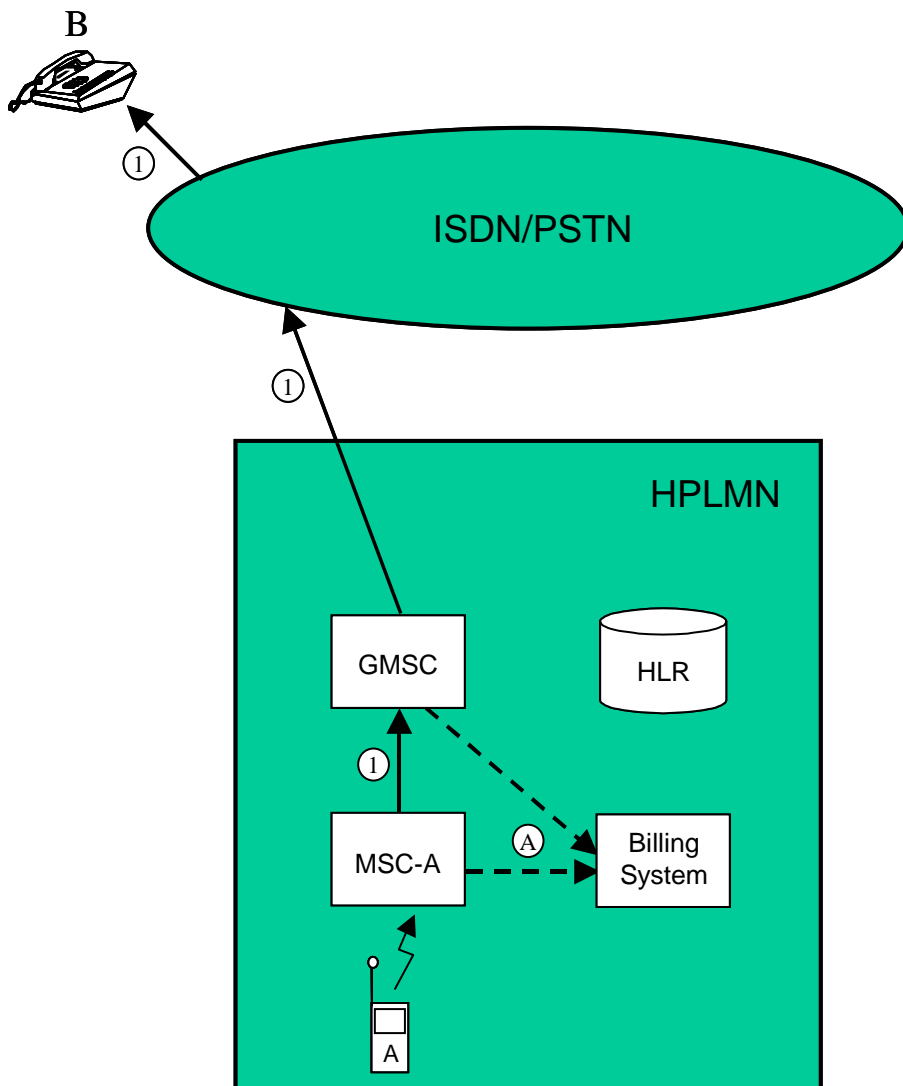 B
1
ISDN/PSTN
1
HPLMN
GMSC
HLR
1
A
MSC-A
Billing
System
A